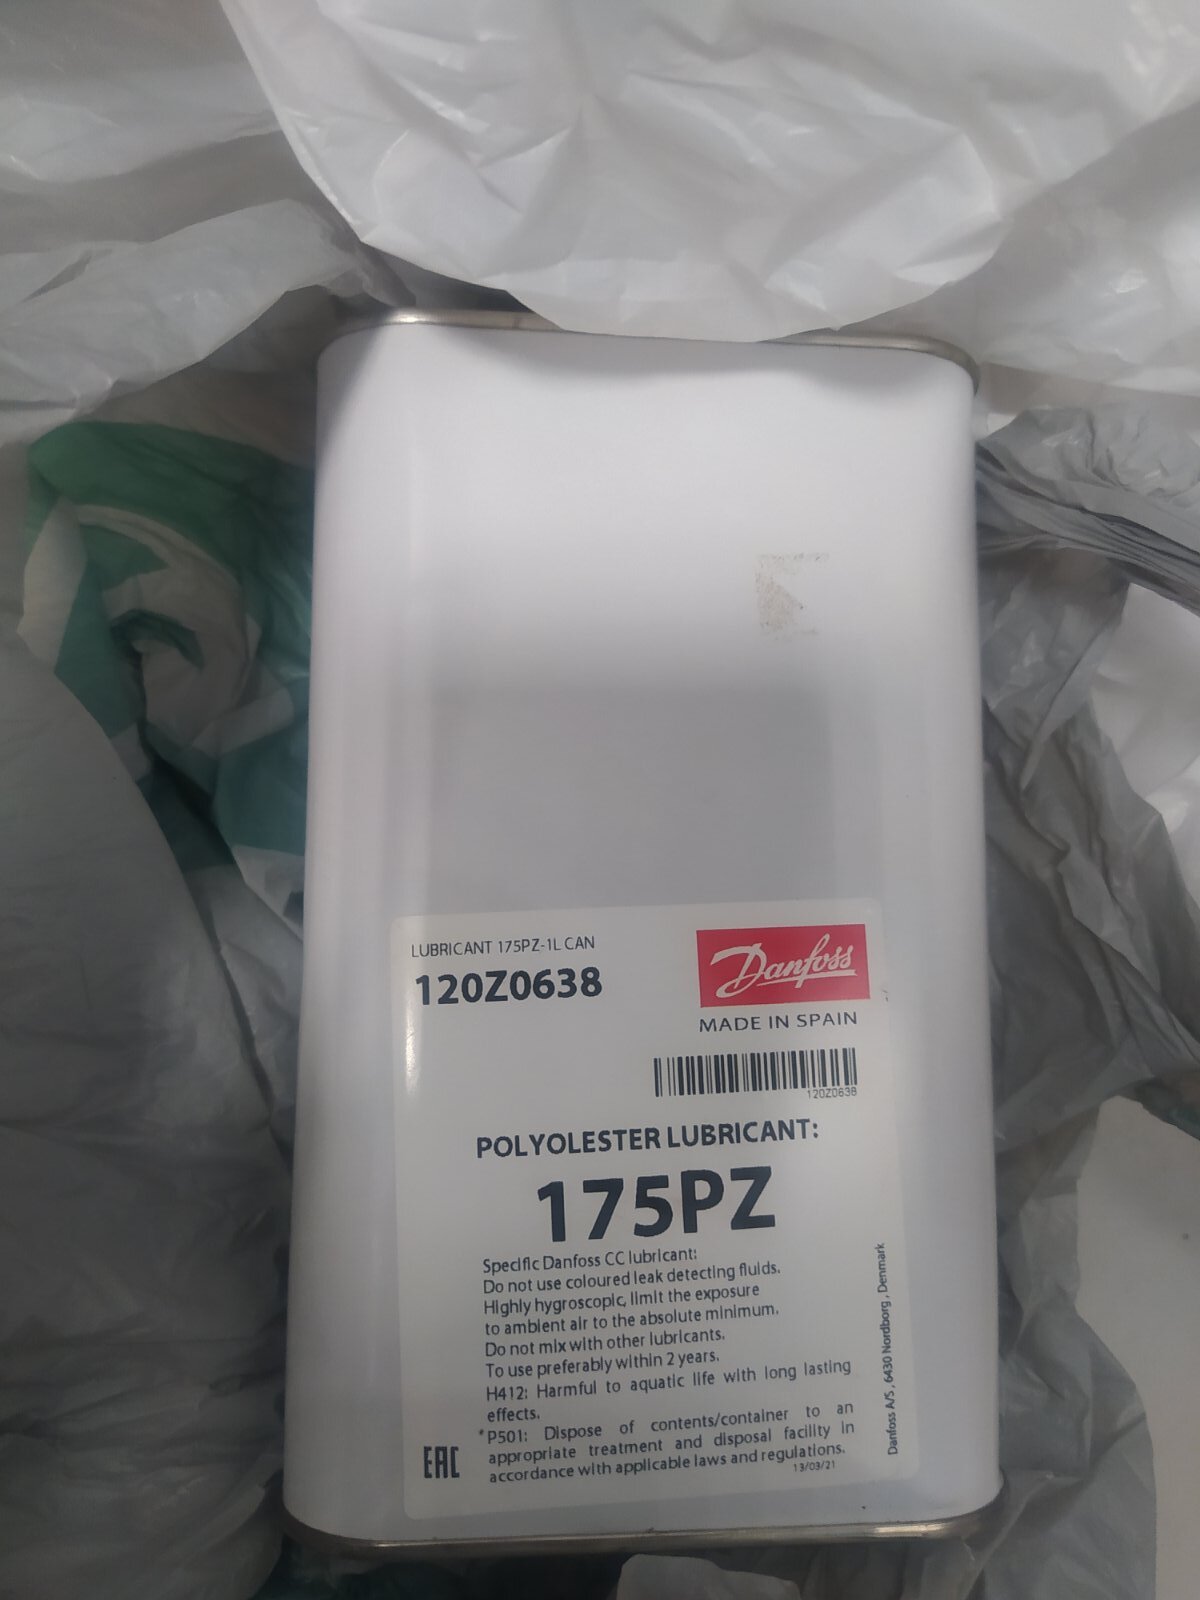 LUBRICANT 175PZ-1L CAN
120Z0638
Danfoss
MADE IN SPAIN
120Z0638
POLYOLESTER LUBRICANT:
175PZ
Specific Danfoss CC lubricant:
Do not use coloured leak detecting fluids.
Highly hygroscopic, limit the exposure
to ambient air to the absolute minimum.
Do not mix with other lubricants.
To use preferably within 2 years.
H412: Harmful to aquatic life with long lasting
effects.
*P501: Dispose of contents/container to an
appropriate treatment and disposal facility in
accordance with applicable laws and regulations.
13/03/21
EAC
Danfoss A/S , 6430 Nordborg , Denmark